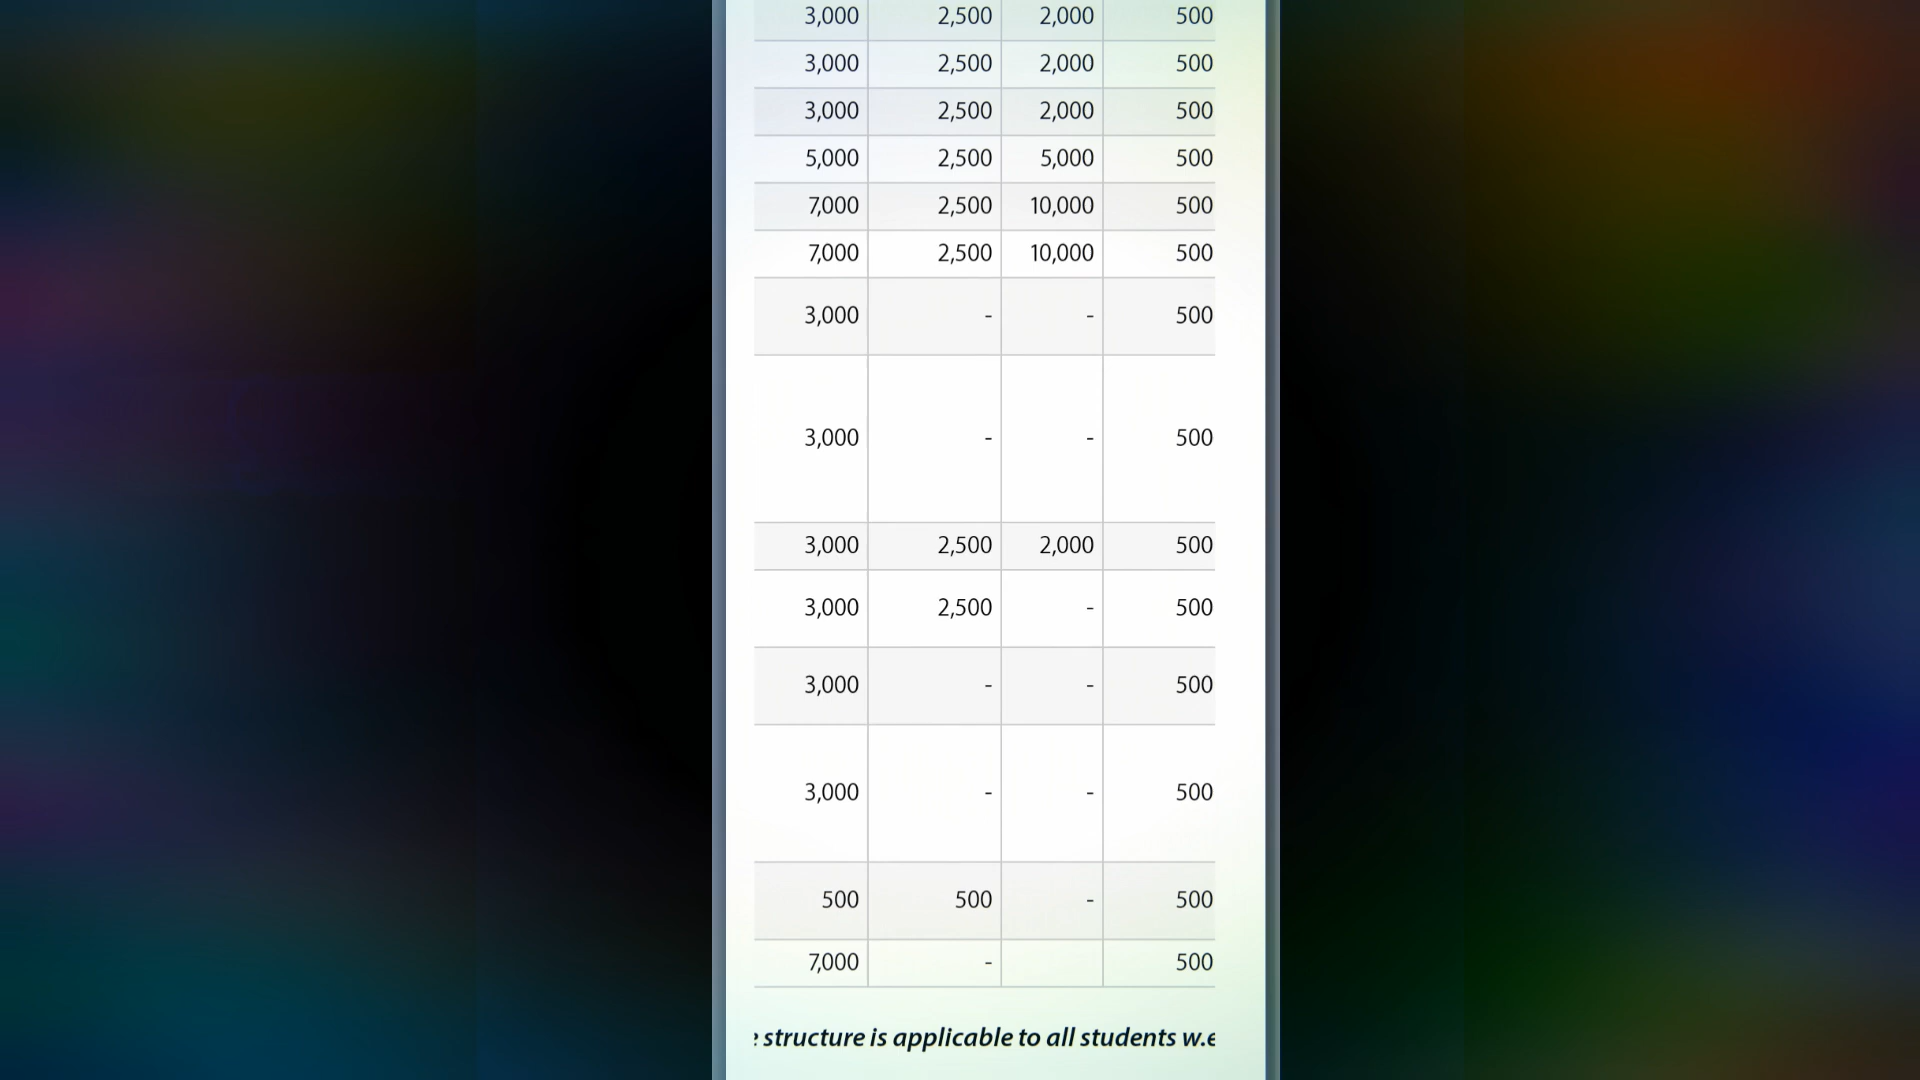 3,000 2,500 2,000 500
3,000 2,500 2,000 500
3,000 2,500 2,000 500
5,000 2,500 5,000 500
7,000 2,500 10,000 500
7,000 2,500 10,000 500
3,000 - - 500
3,000 - - 500
3,000 2,500 2,000 500
3,000 2,500 - 500
3,000 - - 500
3,000 - - 500
500 500 - 500
7,000 - 500
structure is applicable to all students w.e